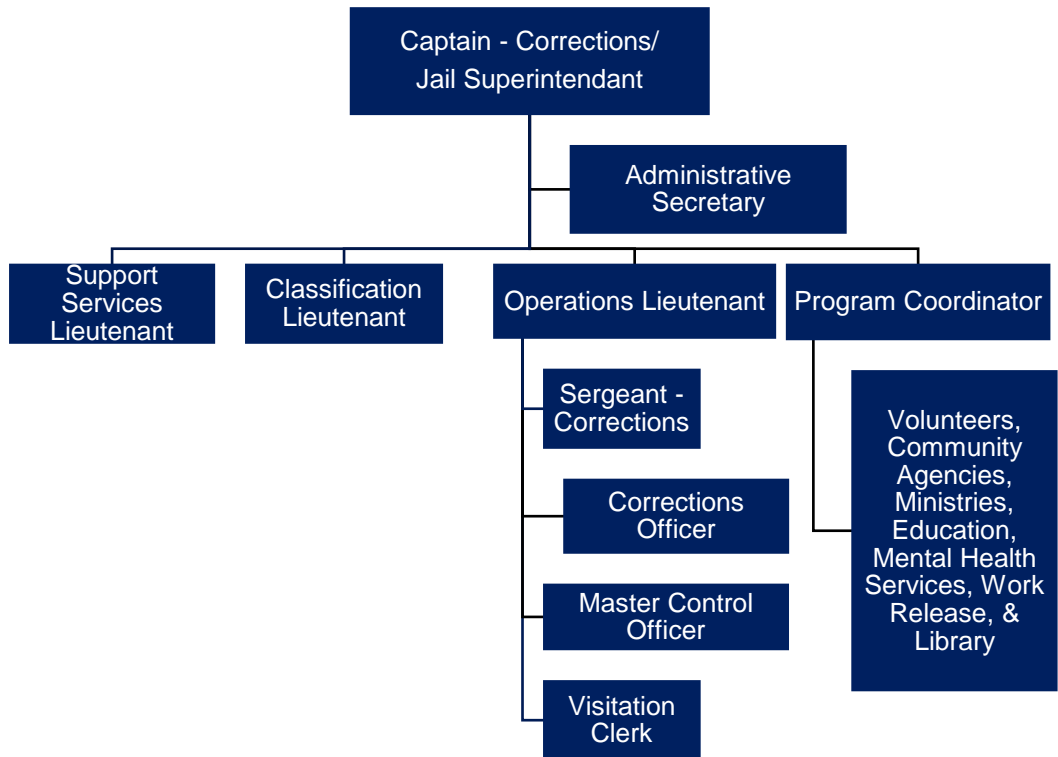 Captain - Corrections/
Jail Superintendant
Administrative
Secretary
Support
Services
Lieutenant
Classification
Lieutenant
Operations Lieutenant
Program Coordinator
Sergeant -
Corrections
Corrections
Officer
Master Control
Officer
Visitation
Clerk
Volunteers,
Community
Agencies,
Ministries,
Education,
Mental Health
Services, Work
Release, &
Library